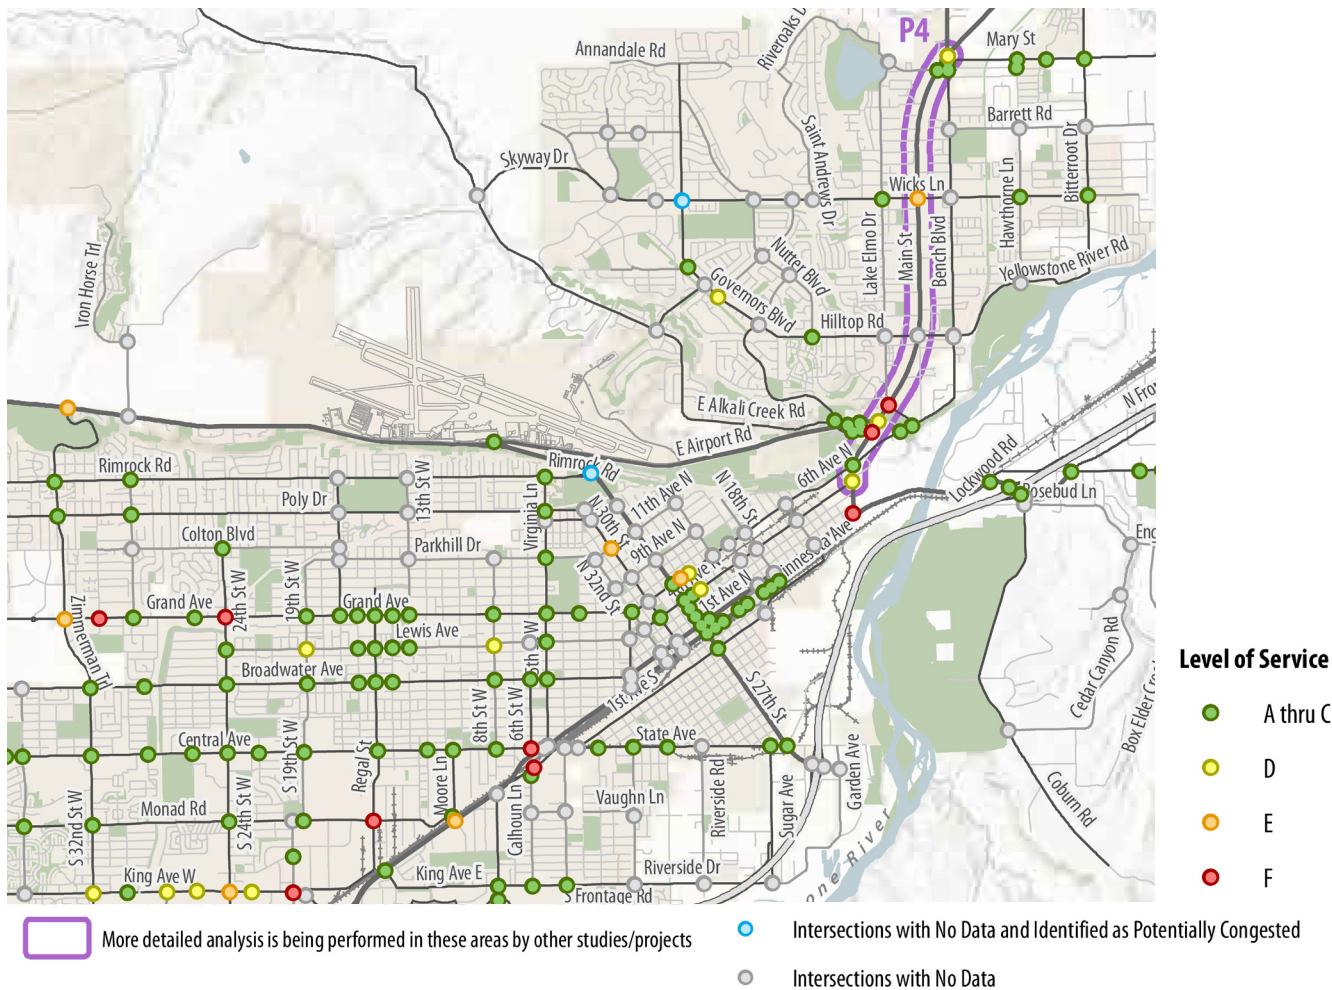 P4
Mary St
Annandale Rd
Barrett Rd
Bitterroot Dr
Saint Andrews Dr
Skyway Dr
Wicks Ln
Hawthorne Ln
Lake Elmo Dr
Main St
Bench Blvd
Yellowstone River Rd
Nutter Blvd
Iron Horse Trl
Governors Blvd
Hilltop Rd
E Alkali Creek Rd
E Airport Rd
Rimrock Rd
Rimrock Rd
6th Ave N
Lockwood Rd
Rosebud Ln
Poly Dr
13th St W
Virginia Ln
11th Ave N
N 18th St
N 30th St
9th Ave N
Colton Blvd
Parkhill Dr
N 32nd St
1st Ave N
19th St W
24th St W
Grand Ave
Grand Ave
Zimmerman Trl
Lewis Ave
5th W
Broadwater Ave
1st Ave S
S 27th St
Cedar Canyon Rd
Box Elder Cree
8th St W
6th St W
Central Ave
State Ave
S 19th St W
Regal St
Moore Ln
Riverside Rd
Sugar Ave
Garden Ave
Coburn Rd
Monad Rd
S 32nd St W
S 24th St W
Calhoun Ln
Vaughn Ln
King Ave W
King Ave E
Riverside Dr
S Frontage Rd
one River
Level of Service
A thru C
D
E
F
More detailed analysis is being performed in these areas by other studies/projects
Intersections with No Data and Identified as Potentially Congested
Intersections with No Data